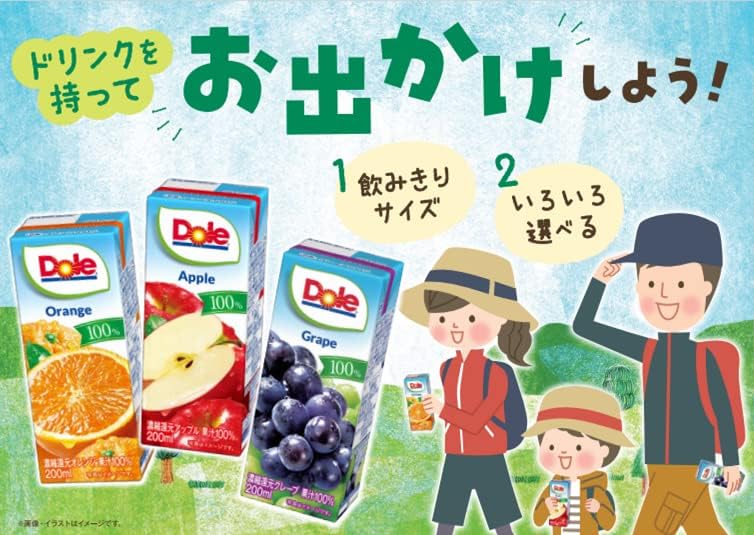 ドリンクを
持って
お出かけしよう!
1 飲みきり
サイズ
2 いろいろ
選べる
Dole
Orange
100%
濃縮還元オレンジ 果汁100%
200ml
Dole
Apple
100%
濃縮還元アップル 果汁100%
200ml
Dole
Grape
100%
濃縮還元グレープ 果汁100%
200ml
※画像・イラストはイメージです。